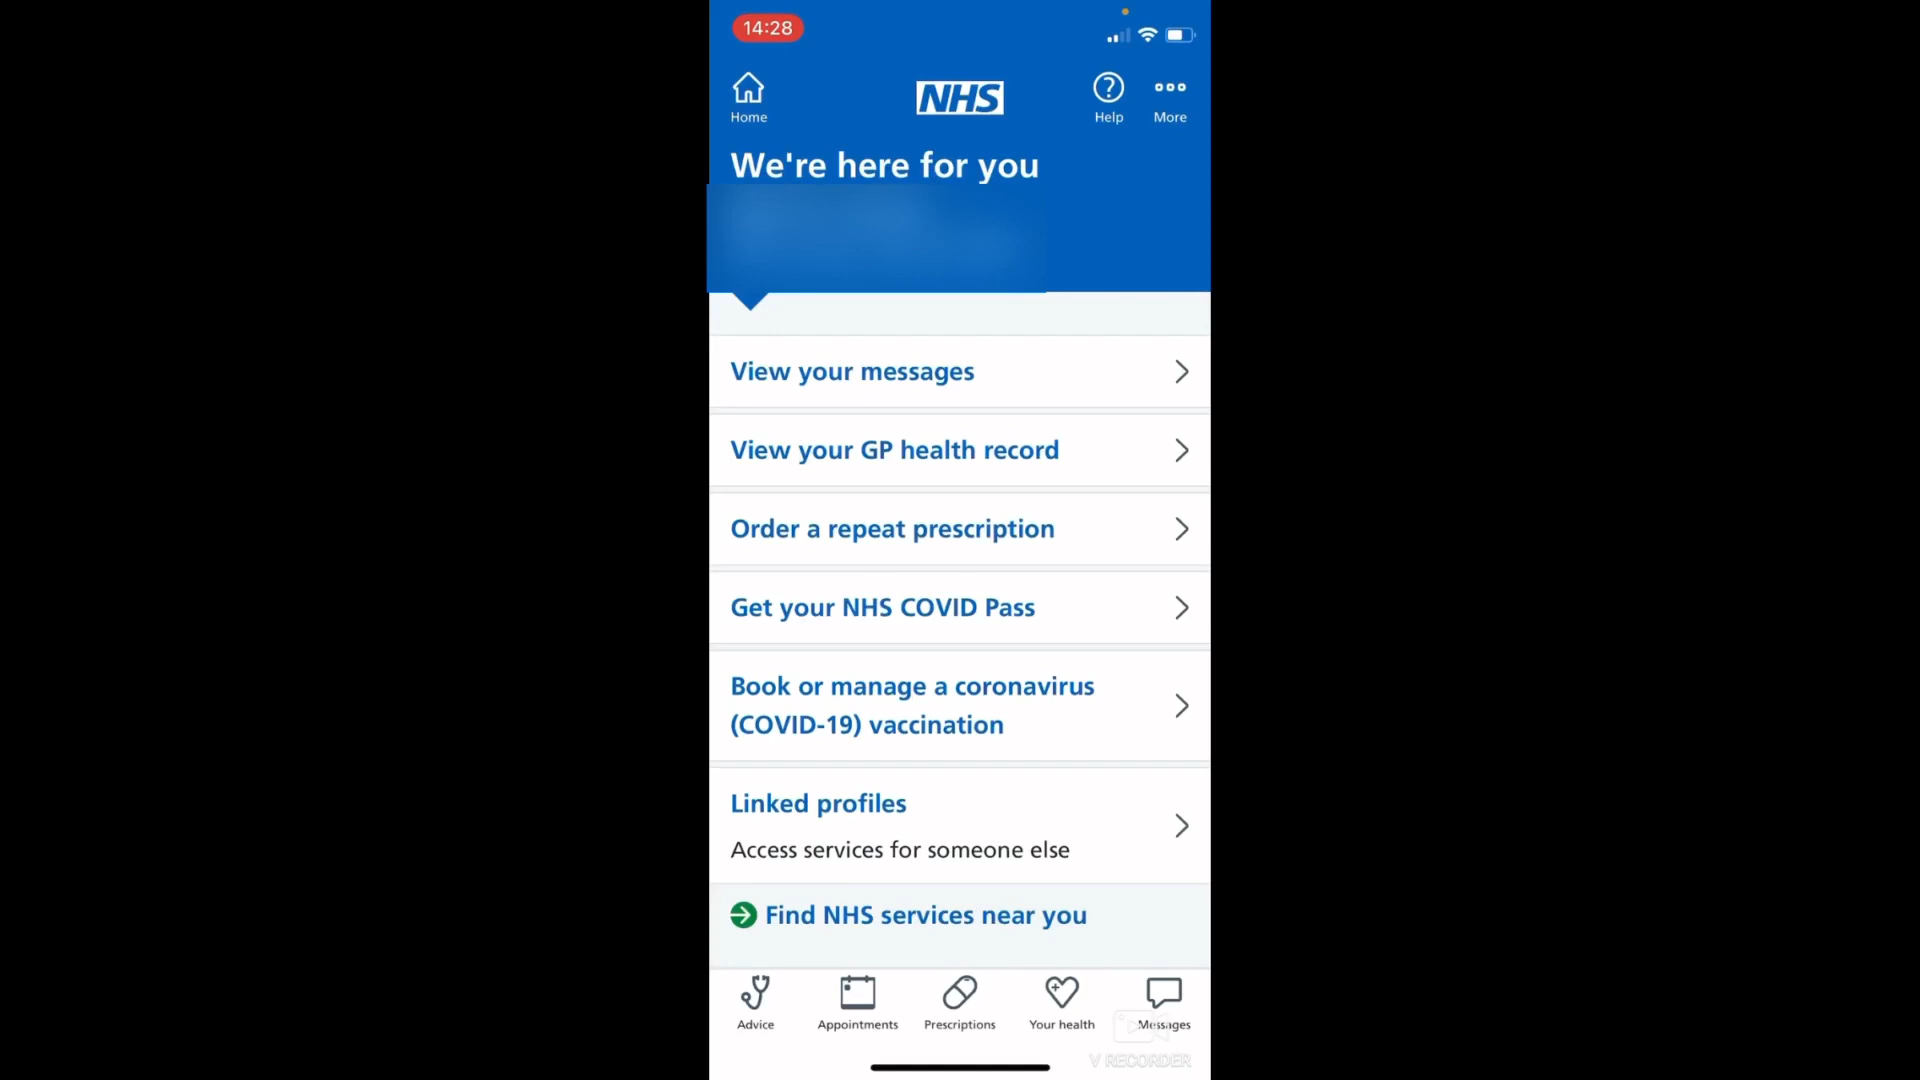 14:28
Home
NHS
Help
More
We're here for you
View your messages
View your GP health record
Order a repeat prescription
Get your NHS COVID Pass
Book or manage a coronavirus
(COVID-19) vaccination
Linked profiles
Access services for someone else
Find NHS services near you
Advice
Appointments
Prescriptions
Your health
Messages
V RECORDER